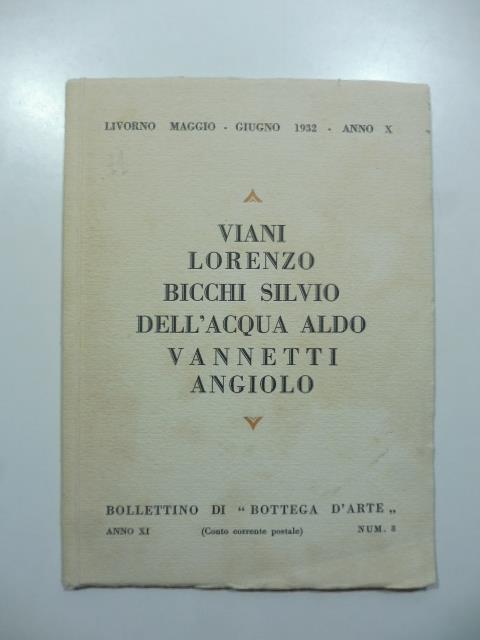 LIVORNO MAGGIO - GIUGNO 1932 - ANNO X
VIANI
LORENZO
BICCHI SILVIO
DELL'ACQUA ALDO
VANNETTI
ANGIOLO
BOLLETTINO DI “ BOTTEGA D'ARTE „
ANNO XI (Conto corrente postale) NUM. 8